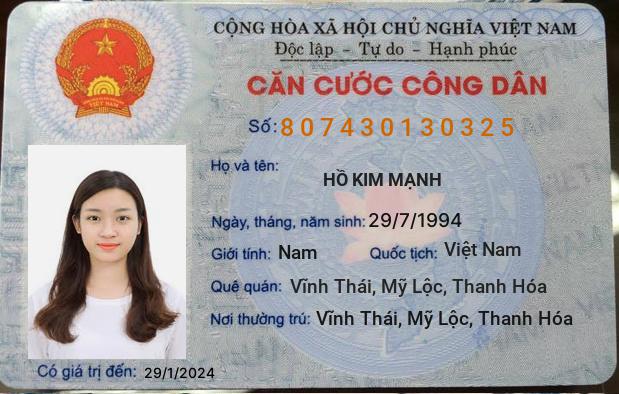 CỘNG HÒA XÃ HỘI CHỦ NGHĨA VIỆT NAM
Độc lập - Tự do - Hạnh phúc
CĂN CƯỚC CÔNG DÂN
Số: 807430130325
Họ và tên:
HỒ KIM MẠNH
Ngày, tháng, năm sinh: 29/7/1994
Giới tính: Nam Quốc tịch: Việt Nam
Quê quán: Vĩnh Thái, Mỹ Lộc, Thanh Hóa
Nơi thường trú: Vĩnh Thái, Mỹ Lộc, Thanh Hóa
Có giá trị đến: 29/1/2024
VIỆT NAM